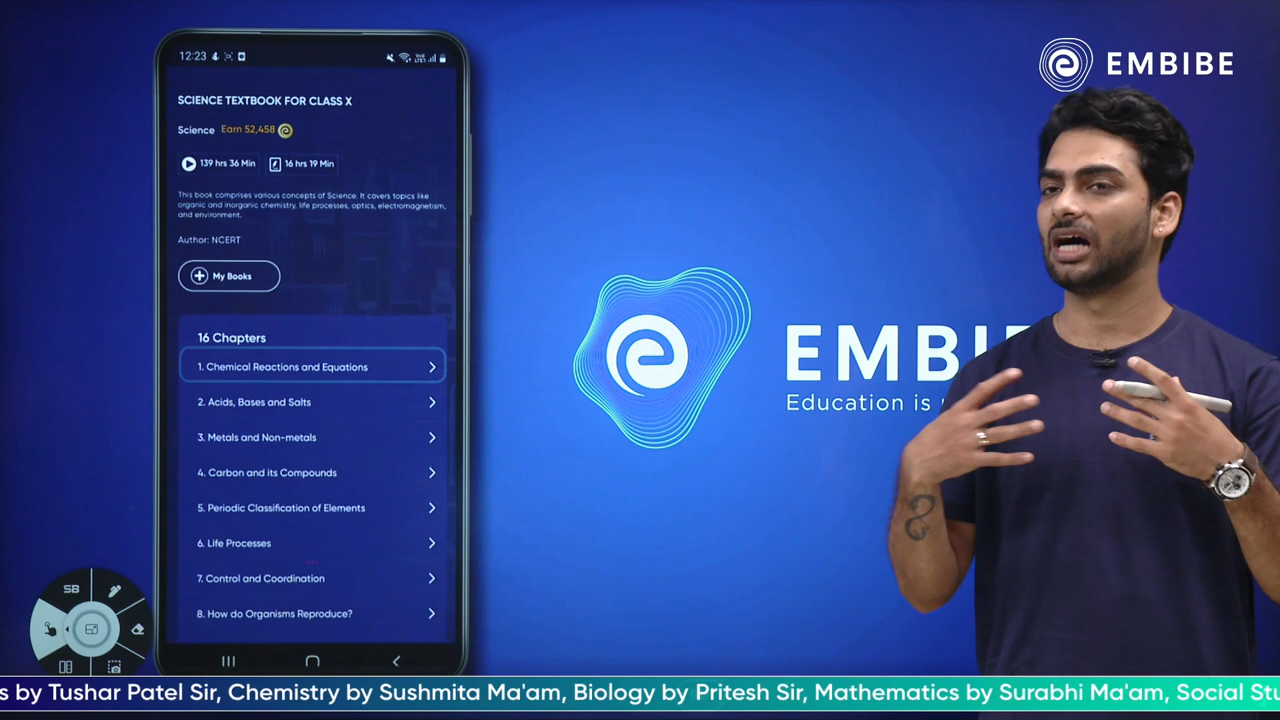 12:23
SCIENCE TEXTBOOK FOR CLASS X
Science Earn 52,458
139 hrs 36 Min 16 hrs 19 Min
This book comprises various concepts of Science. It covers topics like
organic and inorganic chemistry, life processes, optics, electromagnetism,
and environment.
Author: NCERT
My Books
16 Chapters
1. Chemical Reactions and Equations
2. Acids, Bases and Salts
3. Metals and Non-metals
4. Carbon and its Compounds
5. Periodic Classification of Elements
6. Life Processes
7. Control and Coordination
8. How do Organisms Reproduce?
SB
EMBIBE
EMBI
Education is
s by Tushar Patel Sir, Chemistry by Sushmita Ma'am, Biology by Pritesh Sir, Mathematics by Surabhi Ma'am, Social Stu